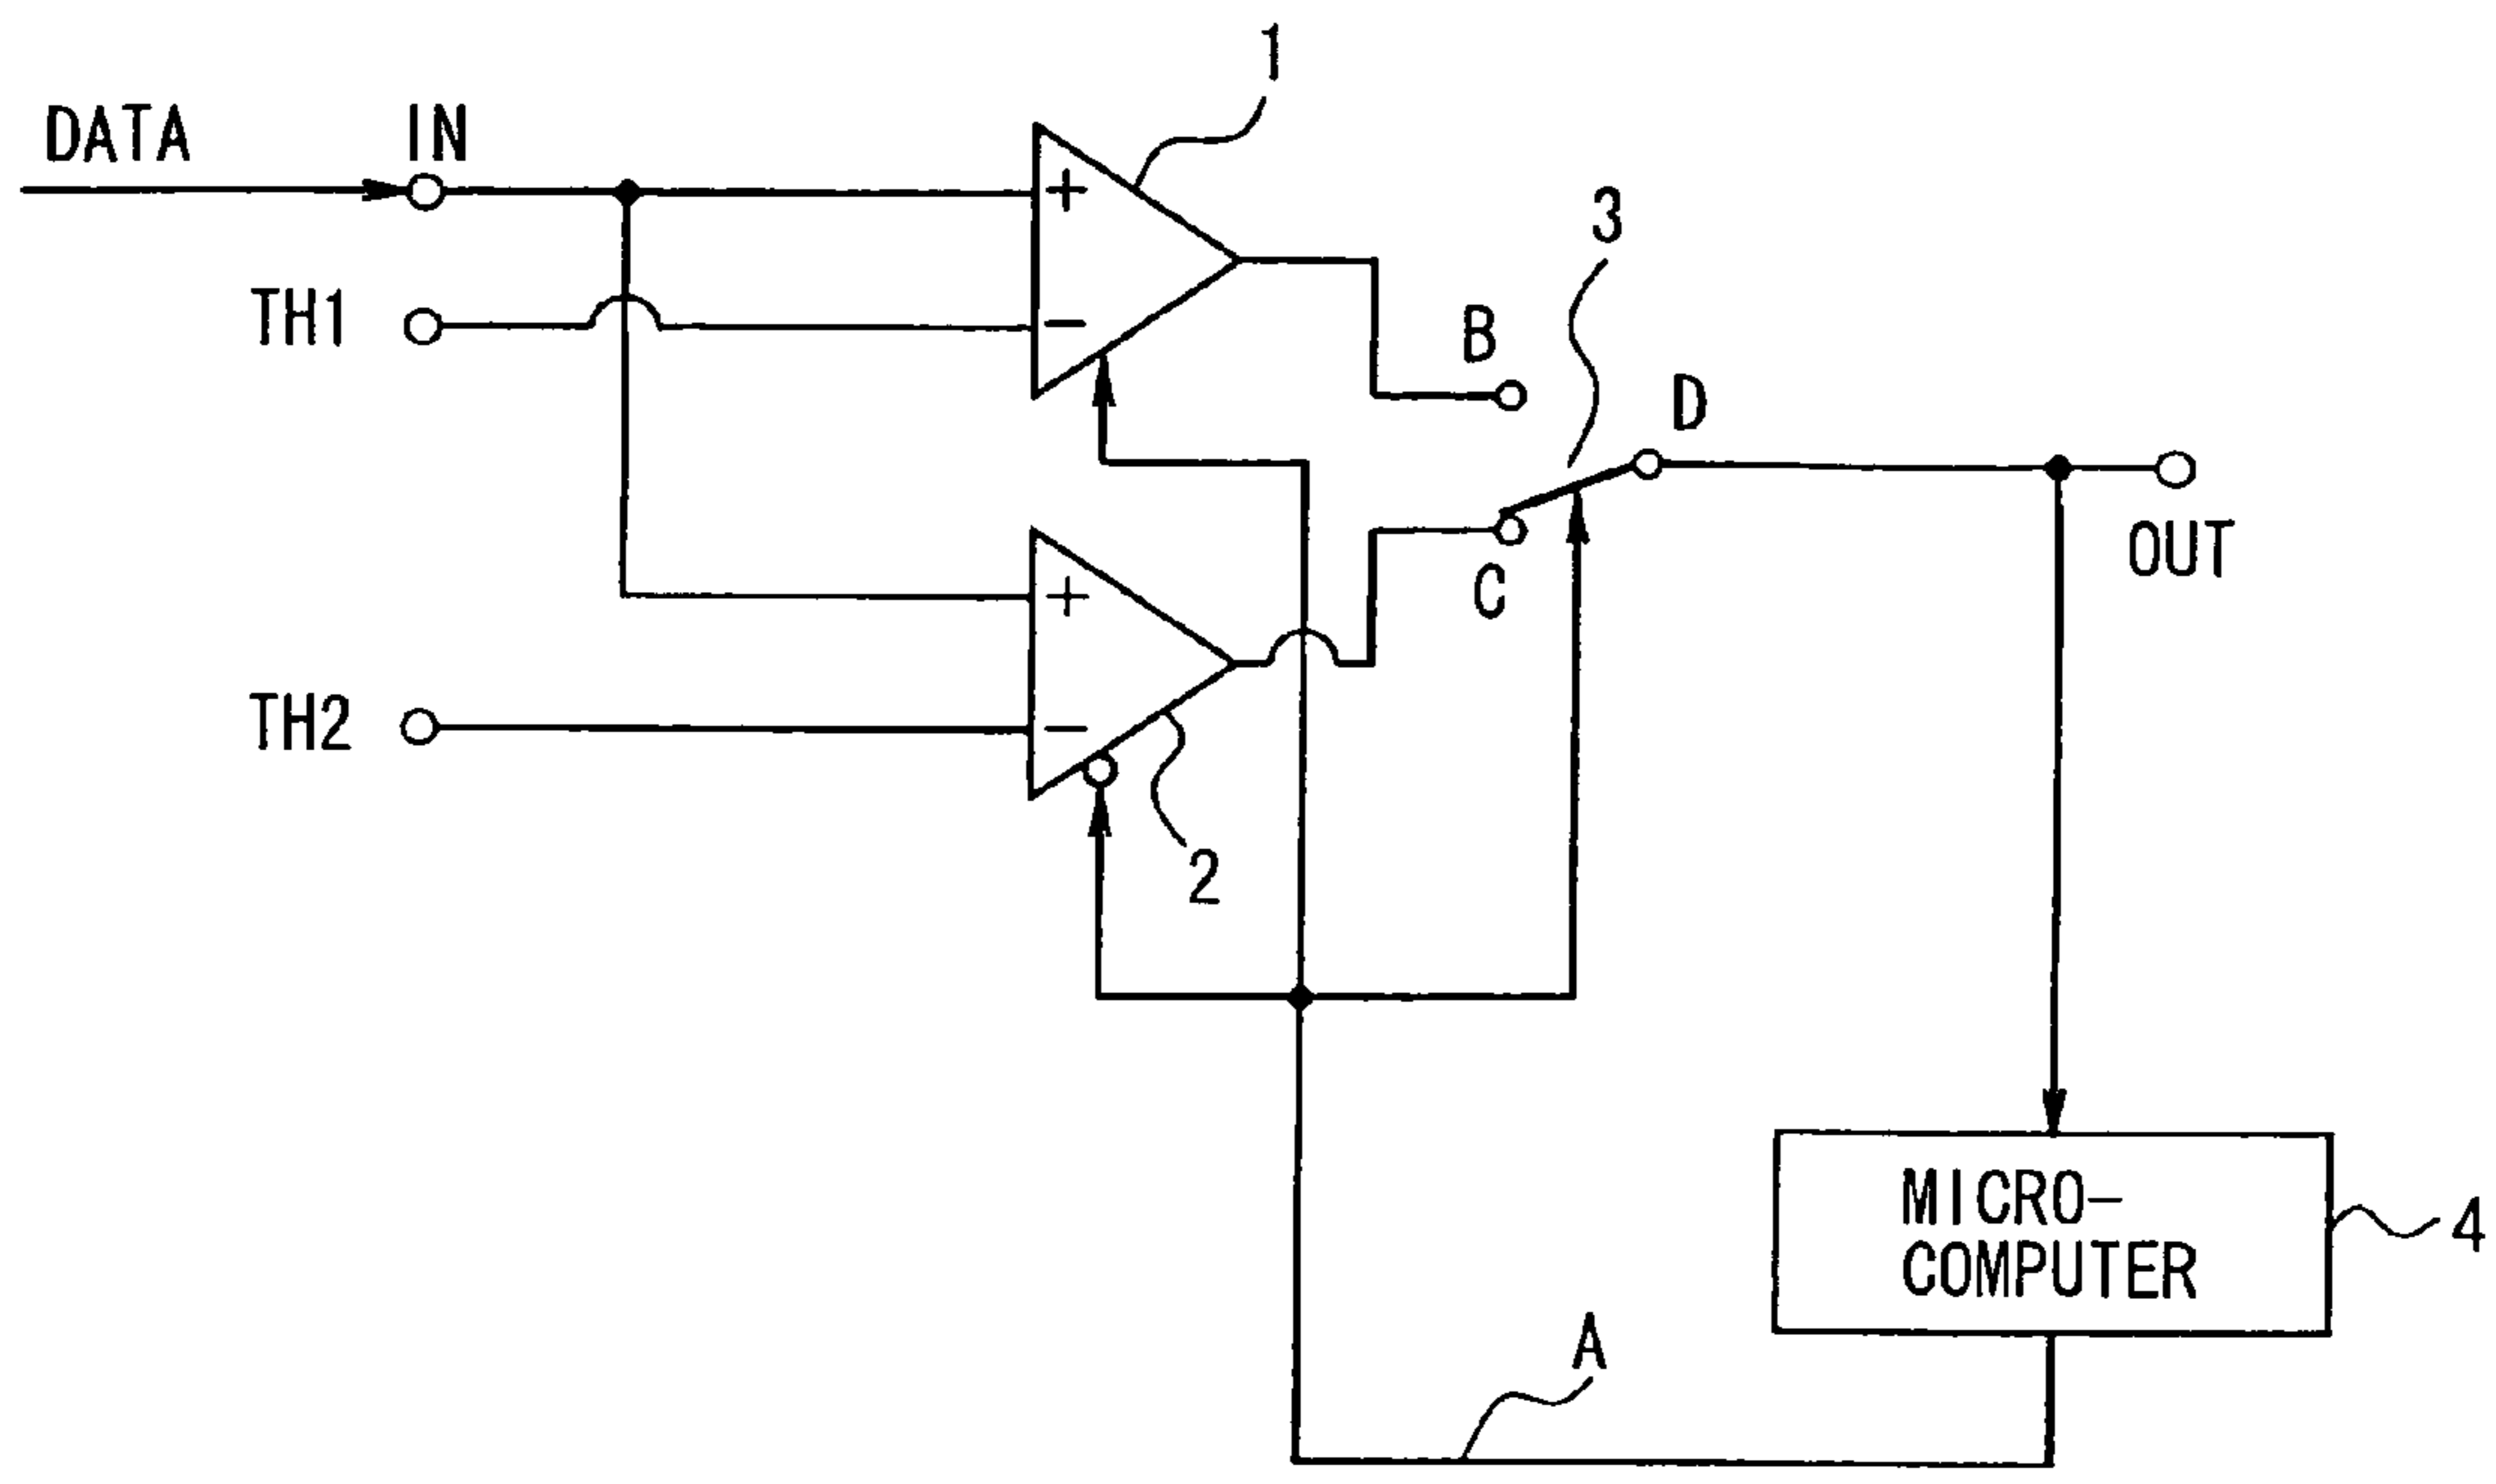 1
DATA
IN
+
3
TH1
−
B
D
OUT
C
+
TH2
−
2
MICRO-
COMPUTER
4
A